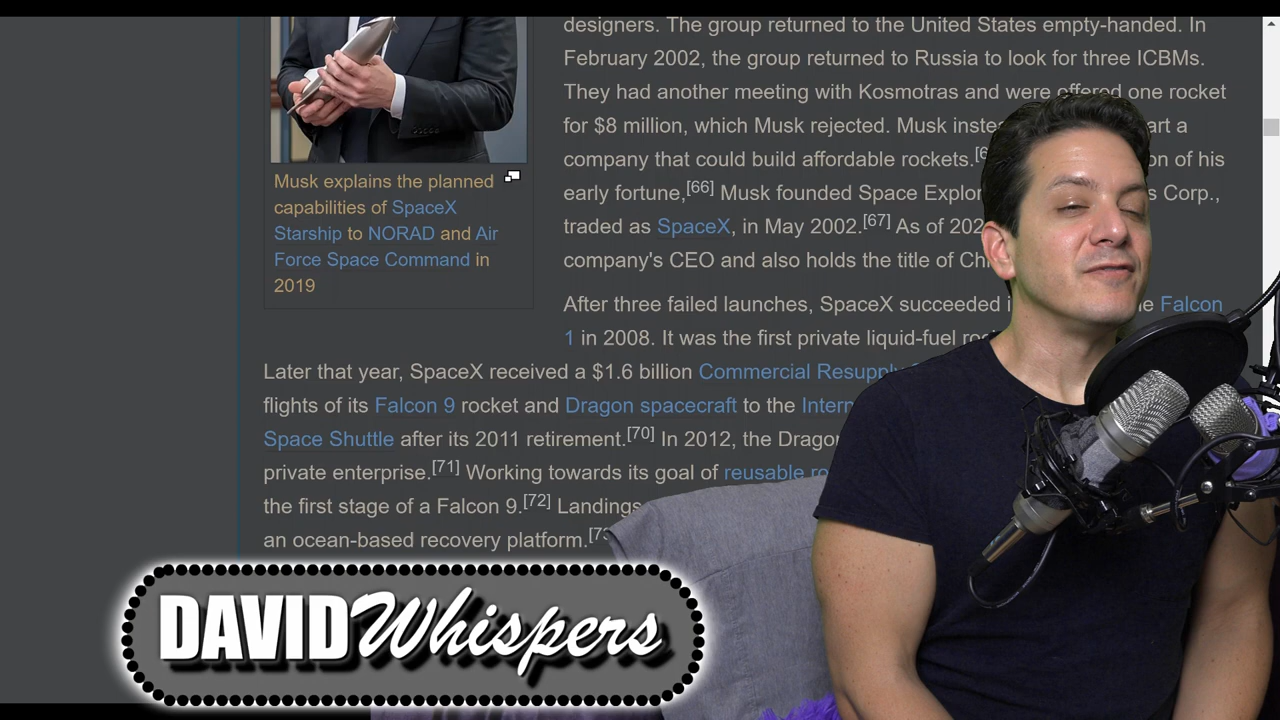 designers. The group returned to the United States empty-handed. In
February 2002, the group returned to Russia to look for three ICBMs.
They had another meeting with Kosmotras and were offered one rocket
for $8 million, which Musk rejected. Musk art a
company that could build affordable rockets. on of his
early fortune,[66] Musk founded Space s Corp.,
traded as SpaceX, in May 2002.[67] As of
company's CEO and also holds the title of
After three failed launches, SpaceX succeeded Falcon
1 in 2008. It was the first private liquid-fuel
Later that year, SpaceX received a $1.6 billion Commercial Resupply
flights of its Falcon 9 rocket and Dragon spacecraft to the
Space Shuttle after its 2011 retirement.[70] In 2012, the
private enterprise.[71] Working towards its goal of reusable
the first stage of a Falcon 9.[72] Landings
an ocean-based recovery platform.
Musk explains the planned
capabilities of SpaceX
Starship to NORAD and Air
Force Space Command in
2019
DAVID Whispers